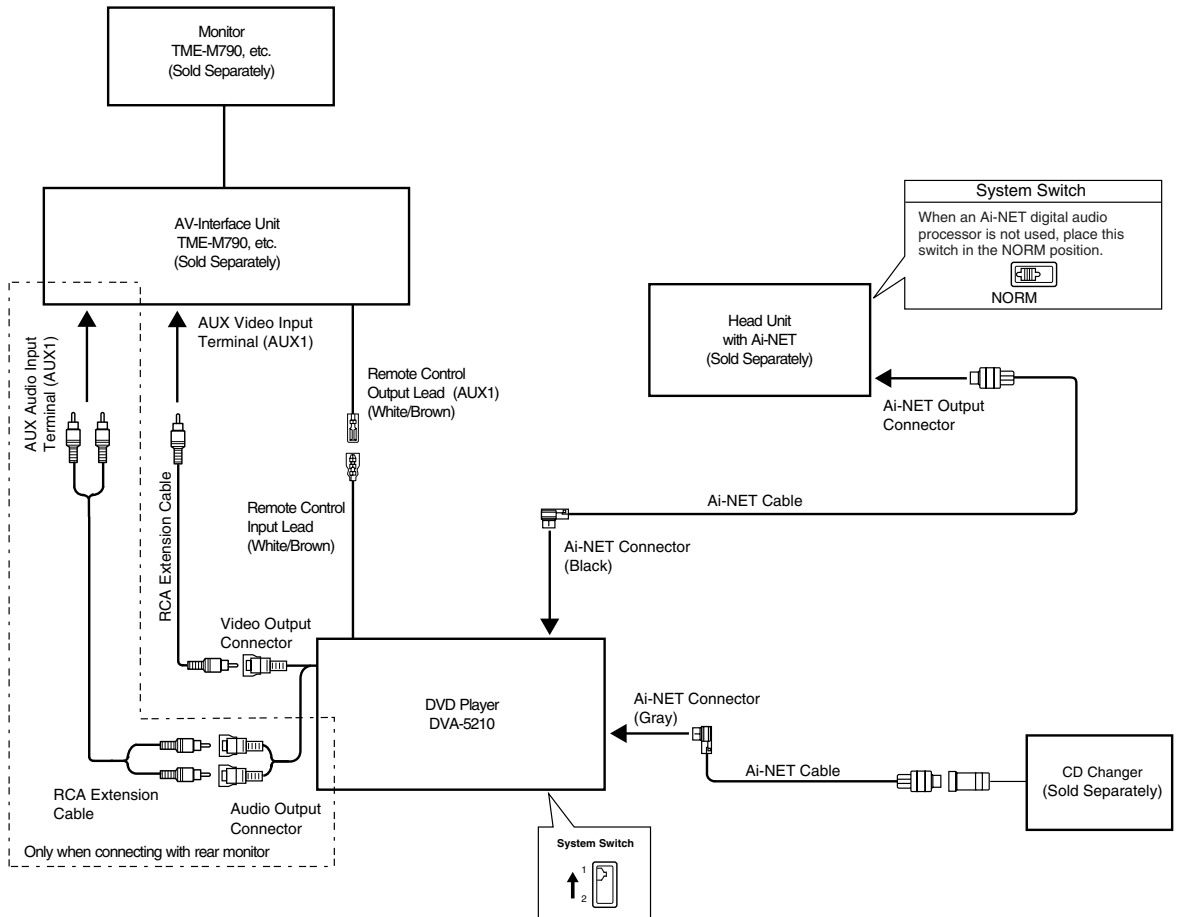 Monitor
TME-M790, etc.
(Sold Separately)
AV-Interface Unit
TME-M790, etc.
(Sold Separately)
System Switch
When an Ai-NET digital audio
processor is not used, place this
switch in the NORM position.
NORM
Head Unit
with Ai-NET
(Sold Separately)
AUX Audio Input
Terminal (AUX1)
AUX Video Input
Terminal (AUX1)
Remote Control
Output Lead (AUX1)
(White/Brown)
Ai-NET Output
Connector
RCA Extension Cable
Remote Control
Input Lead
(White/Brown)
Ai-NET Cable
Ai-NET Connector
(Black)
Video Output
Connector
DVD Player
DVA-5210
Ai-NET Connector
(Gray)
Ai-NET Cable
CD Changer
(Sold Separately)
RCA Extension
Cable
Audio Output
Connector
Only when connecting with rear monitor
System Switch
1
2